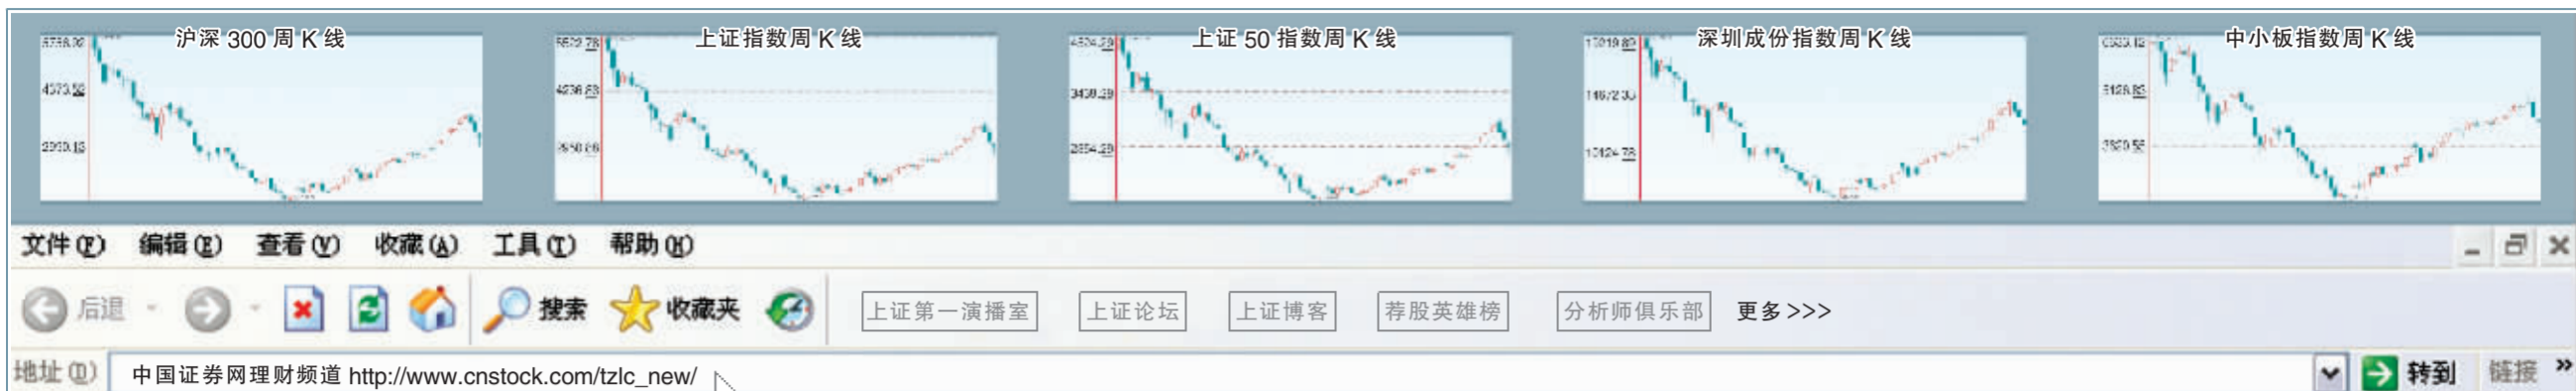 沪深 300 周 K 线
上证指数周 K 线
上证 50 指数周 K 线
深圳成份指数周 K 线
中小板指数周 K 线
文件(F) 编辑(E) 查看(V) 收藏(A) 工具(T) 帮助(H)
后退 搜索 收藏夹 上证第一演播室 上证论坛 上证博客 荐股英雄榜 分析师俱乐部 更多>>>
地址(D) 中国证券网理财频道 http://www.cnstock.com/tzlc_new/ 转到 链接 »